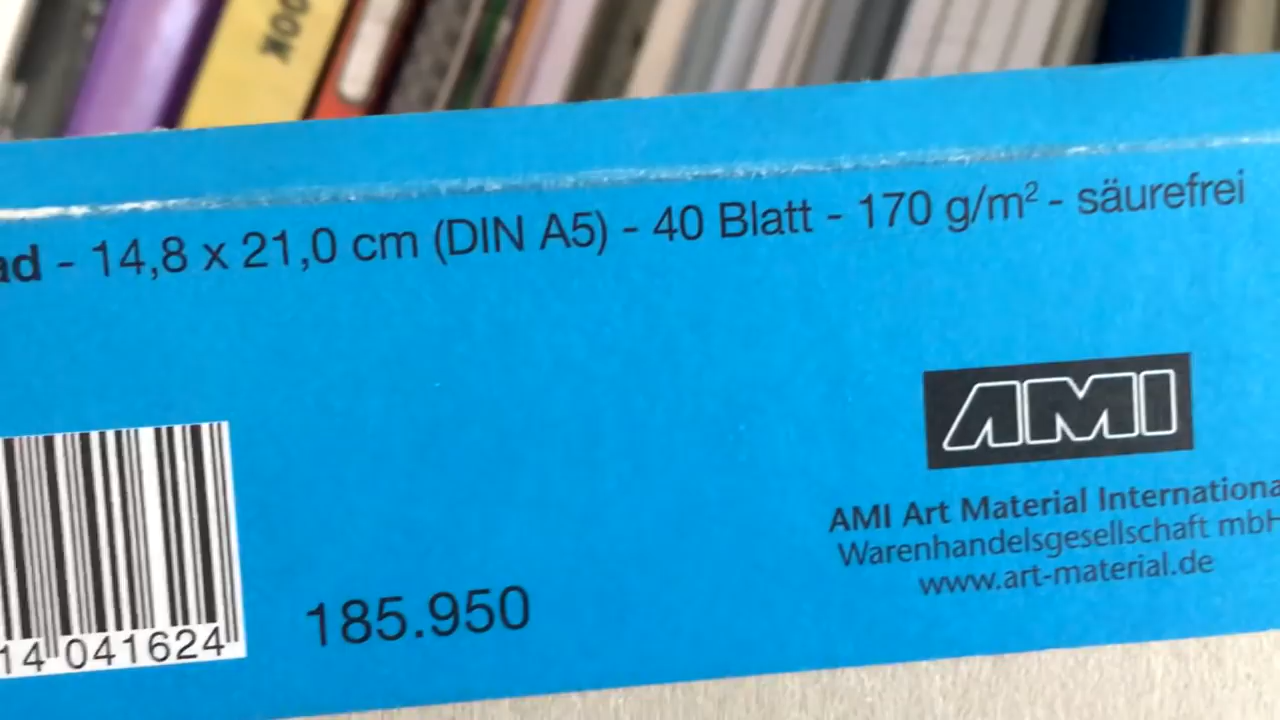 OOK
ad - 14,8 x 21,0 cm (DIN A5) - 40 Blatt - 170 g/m² - säurefrei
AMI
AMI Art Material Internationa
Warenhandelsgesellschaft mbH
www.art-material.de
185.950
14 041624